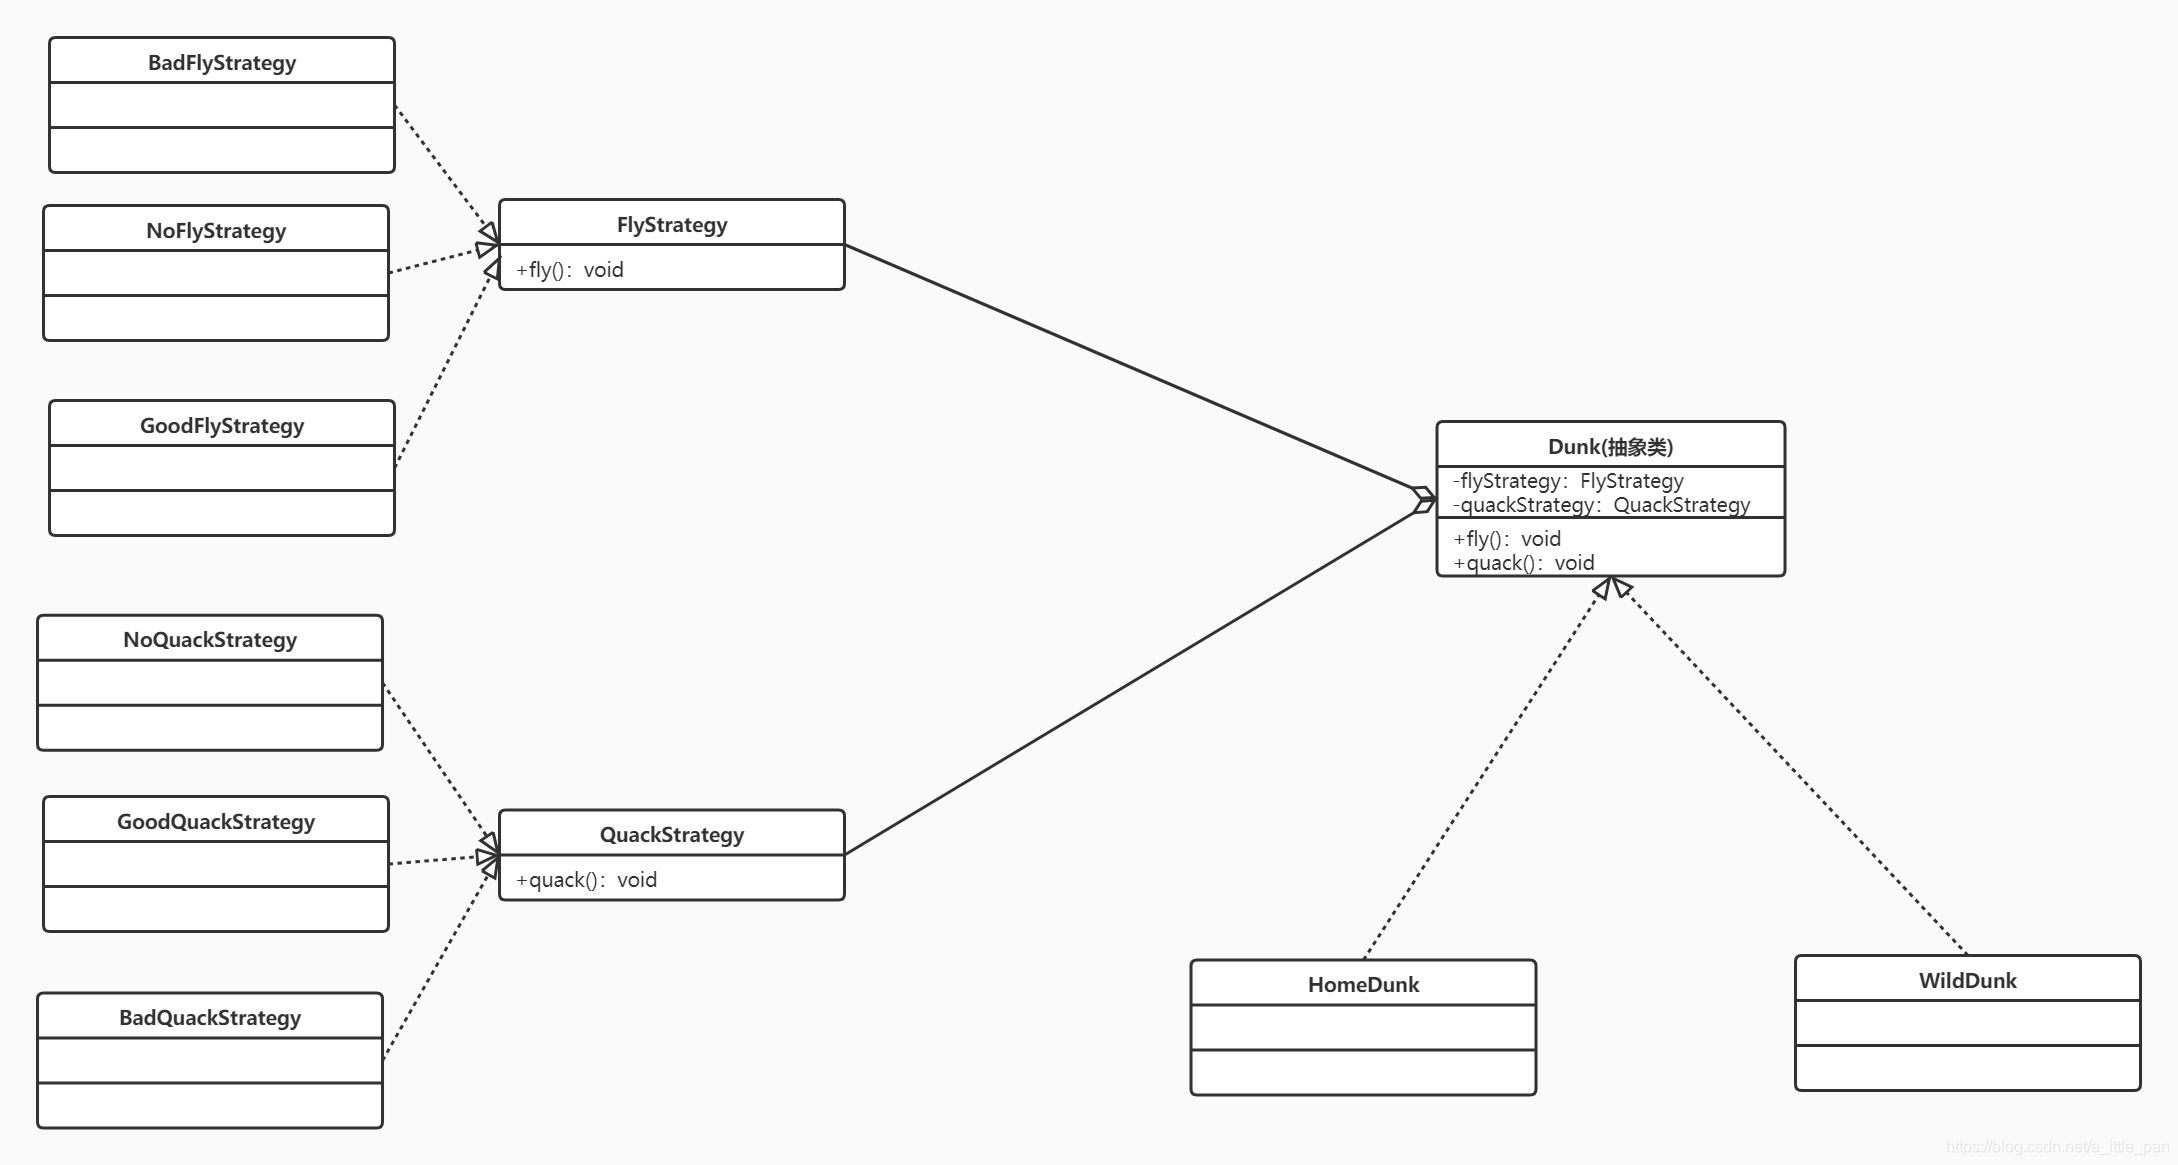 BadFlyStrategy
NoFlyStrategy
GoodFlyStrategy
FlyStrategy
+fly()：void
NoQuackStrategy
GoodQuackStrategy
BadQuackStrategy
QuackStrategy
+quack()：void
Dunk(抽象类)
-flyStrategy：FlyStrategy
-quackStrategy：QuackStrategy
+fly()：void
+quack()：void
HomeDunk
WildDunk
https://blog.csdn.net/a_ittle_pan